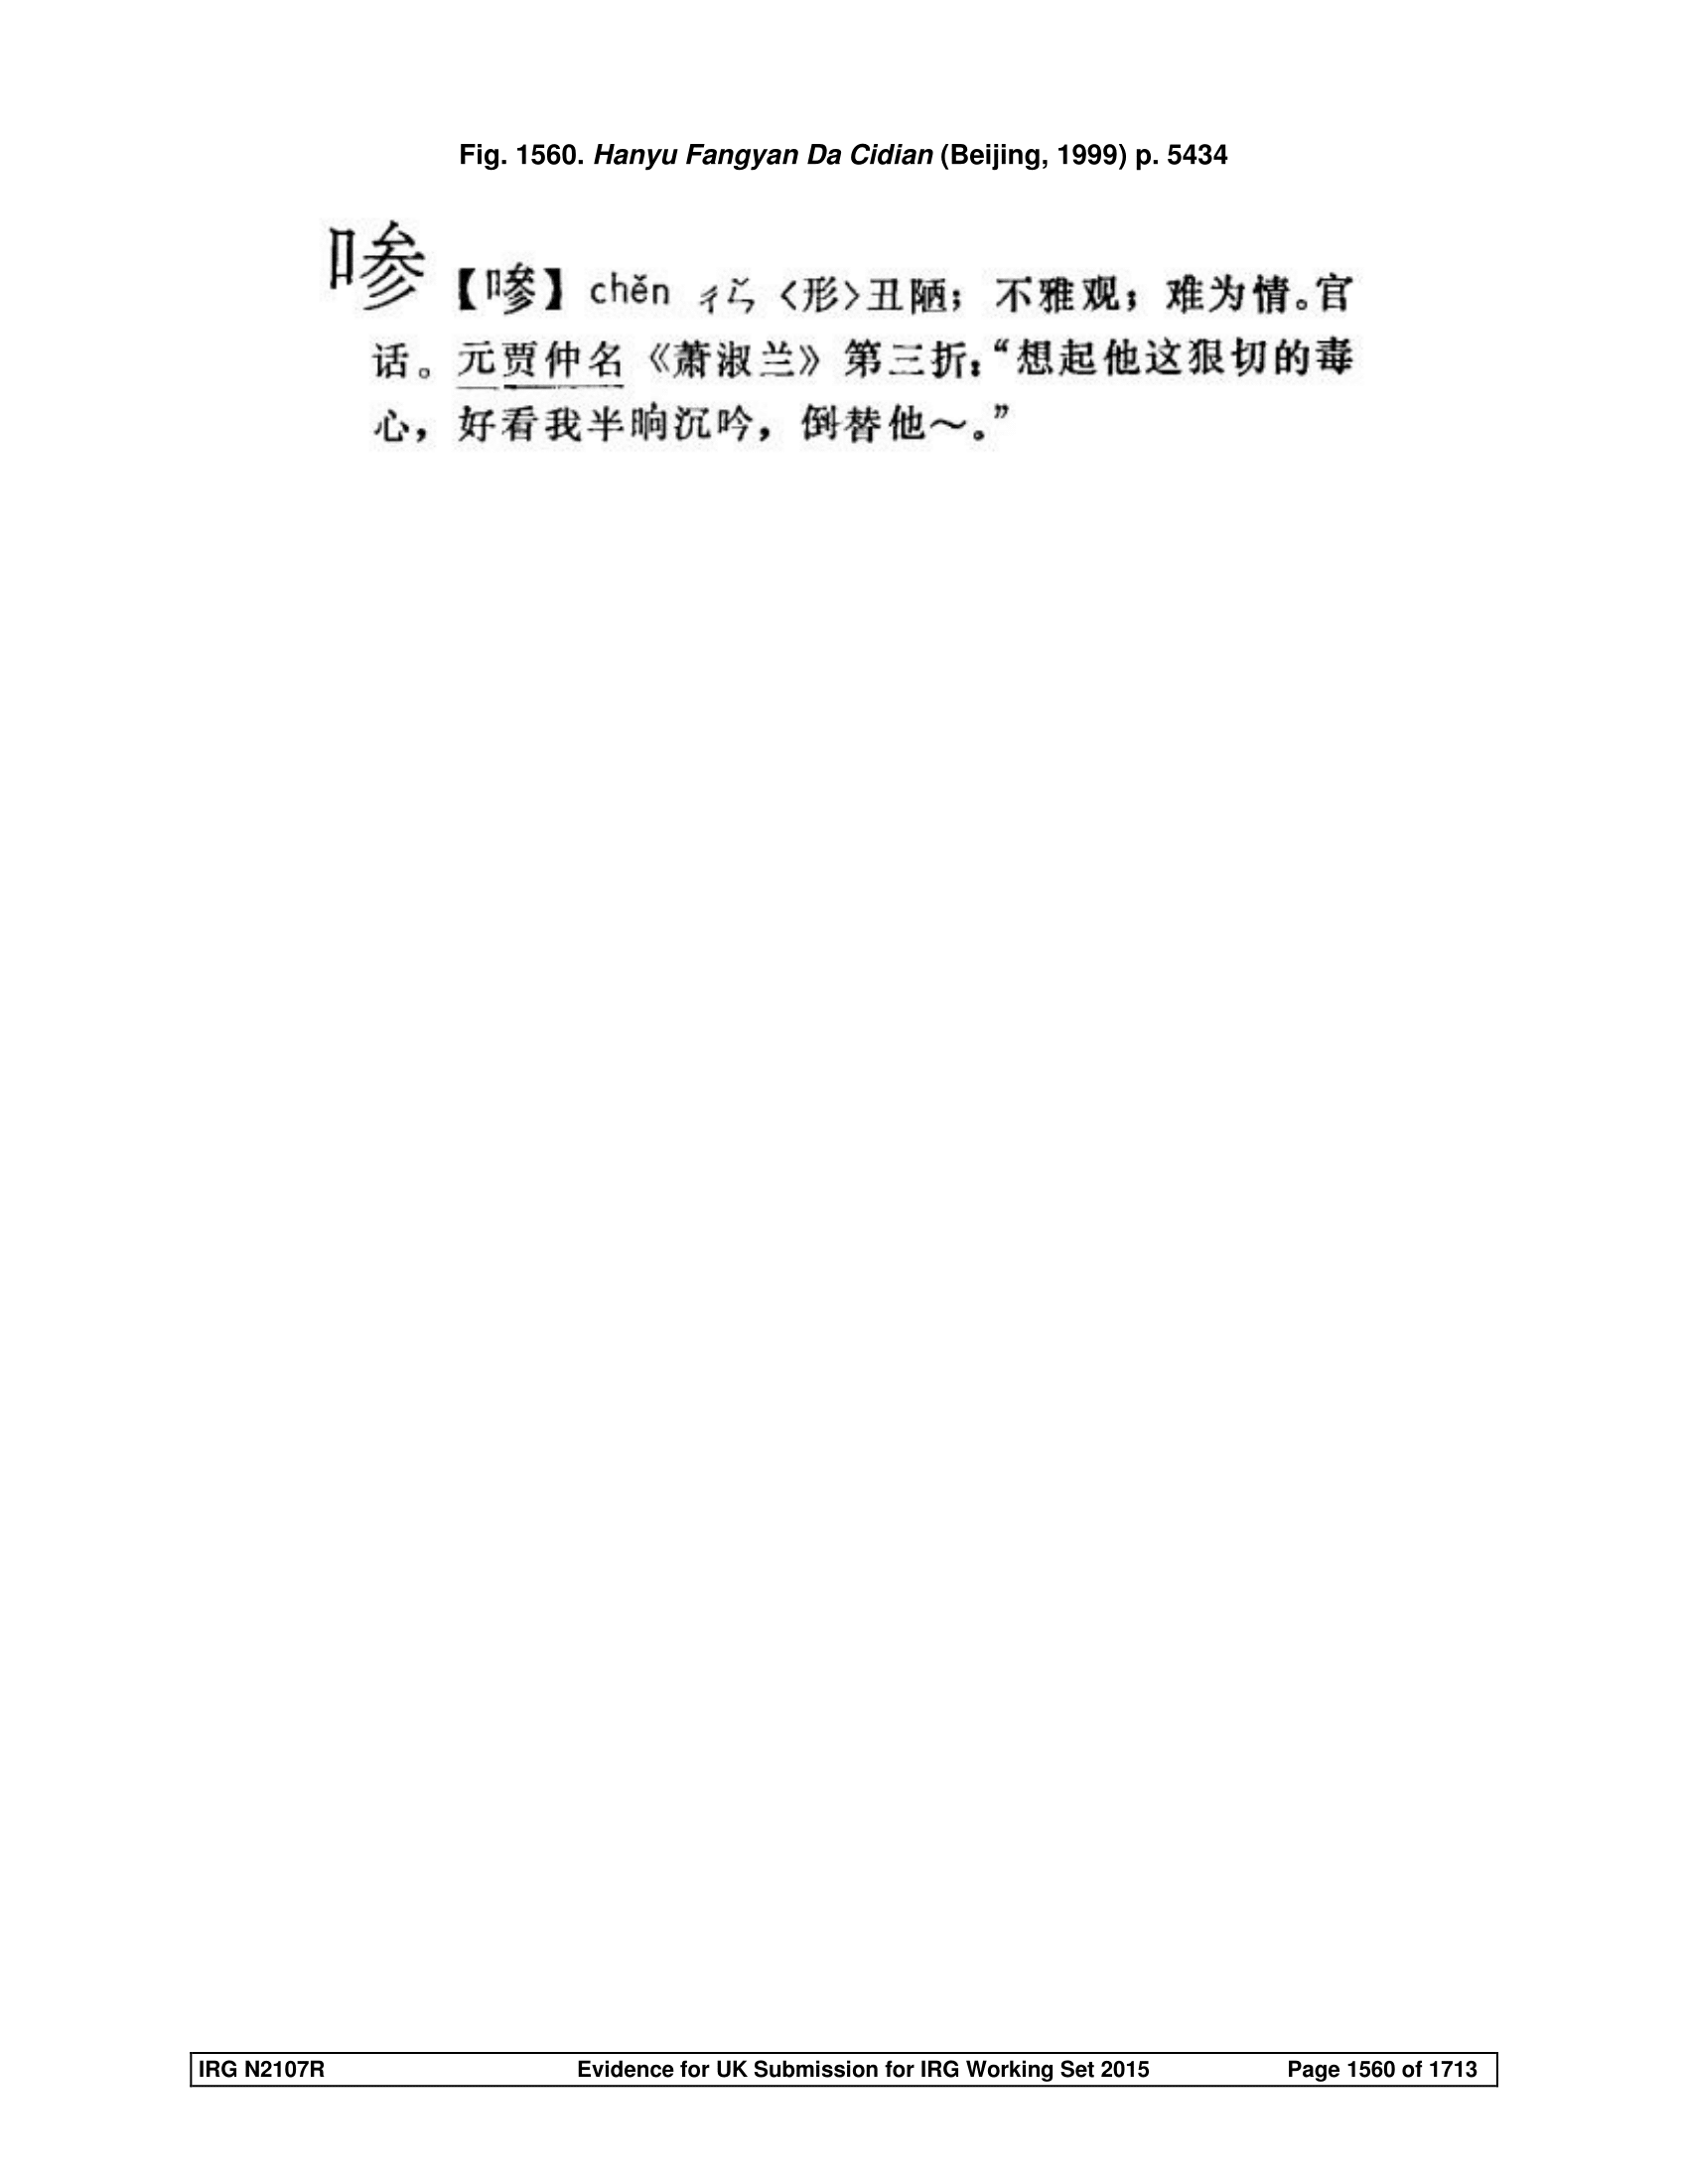 Fig. 1560. Hanyu Fangyan Da Cidian (Beijing, 1999) p. 5434
【】chěn ㄔㄣˇ〈形〉丑陋；不雅观；难为情。官
话。元贾仲名《萧淑兰》第三折：“想起他这狠切的毒
心，好看我半晌沉吟，倒替他～。”
IRG N2107R Evidence for UK Submission for IRG Working Set 2015 Page 1560 of 1713